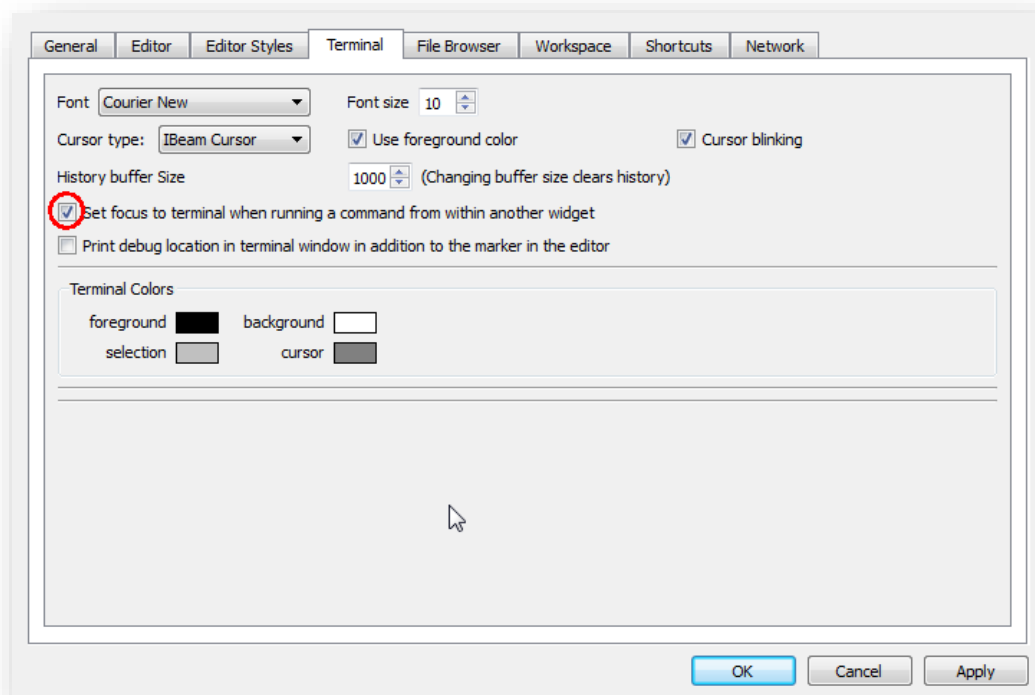 General Editor Editor Styles Terminal File Browser Workspace Shortcuts Network
Font Courier New Font size 10
Cursor type: IBeam Cursor Use foreground color Cursor blinking
History buffer Size 1000 (Changing buffer size clears history)
Set focus to terminal when running a command from within another widget
Print debug location in terminal window in addition to the marker in the editor
Terminal Colors
foreground background
selection cursor
OK Cancel Apply